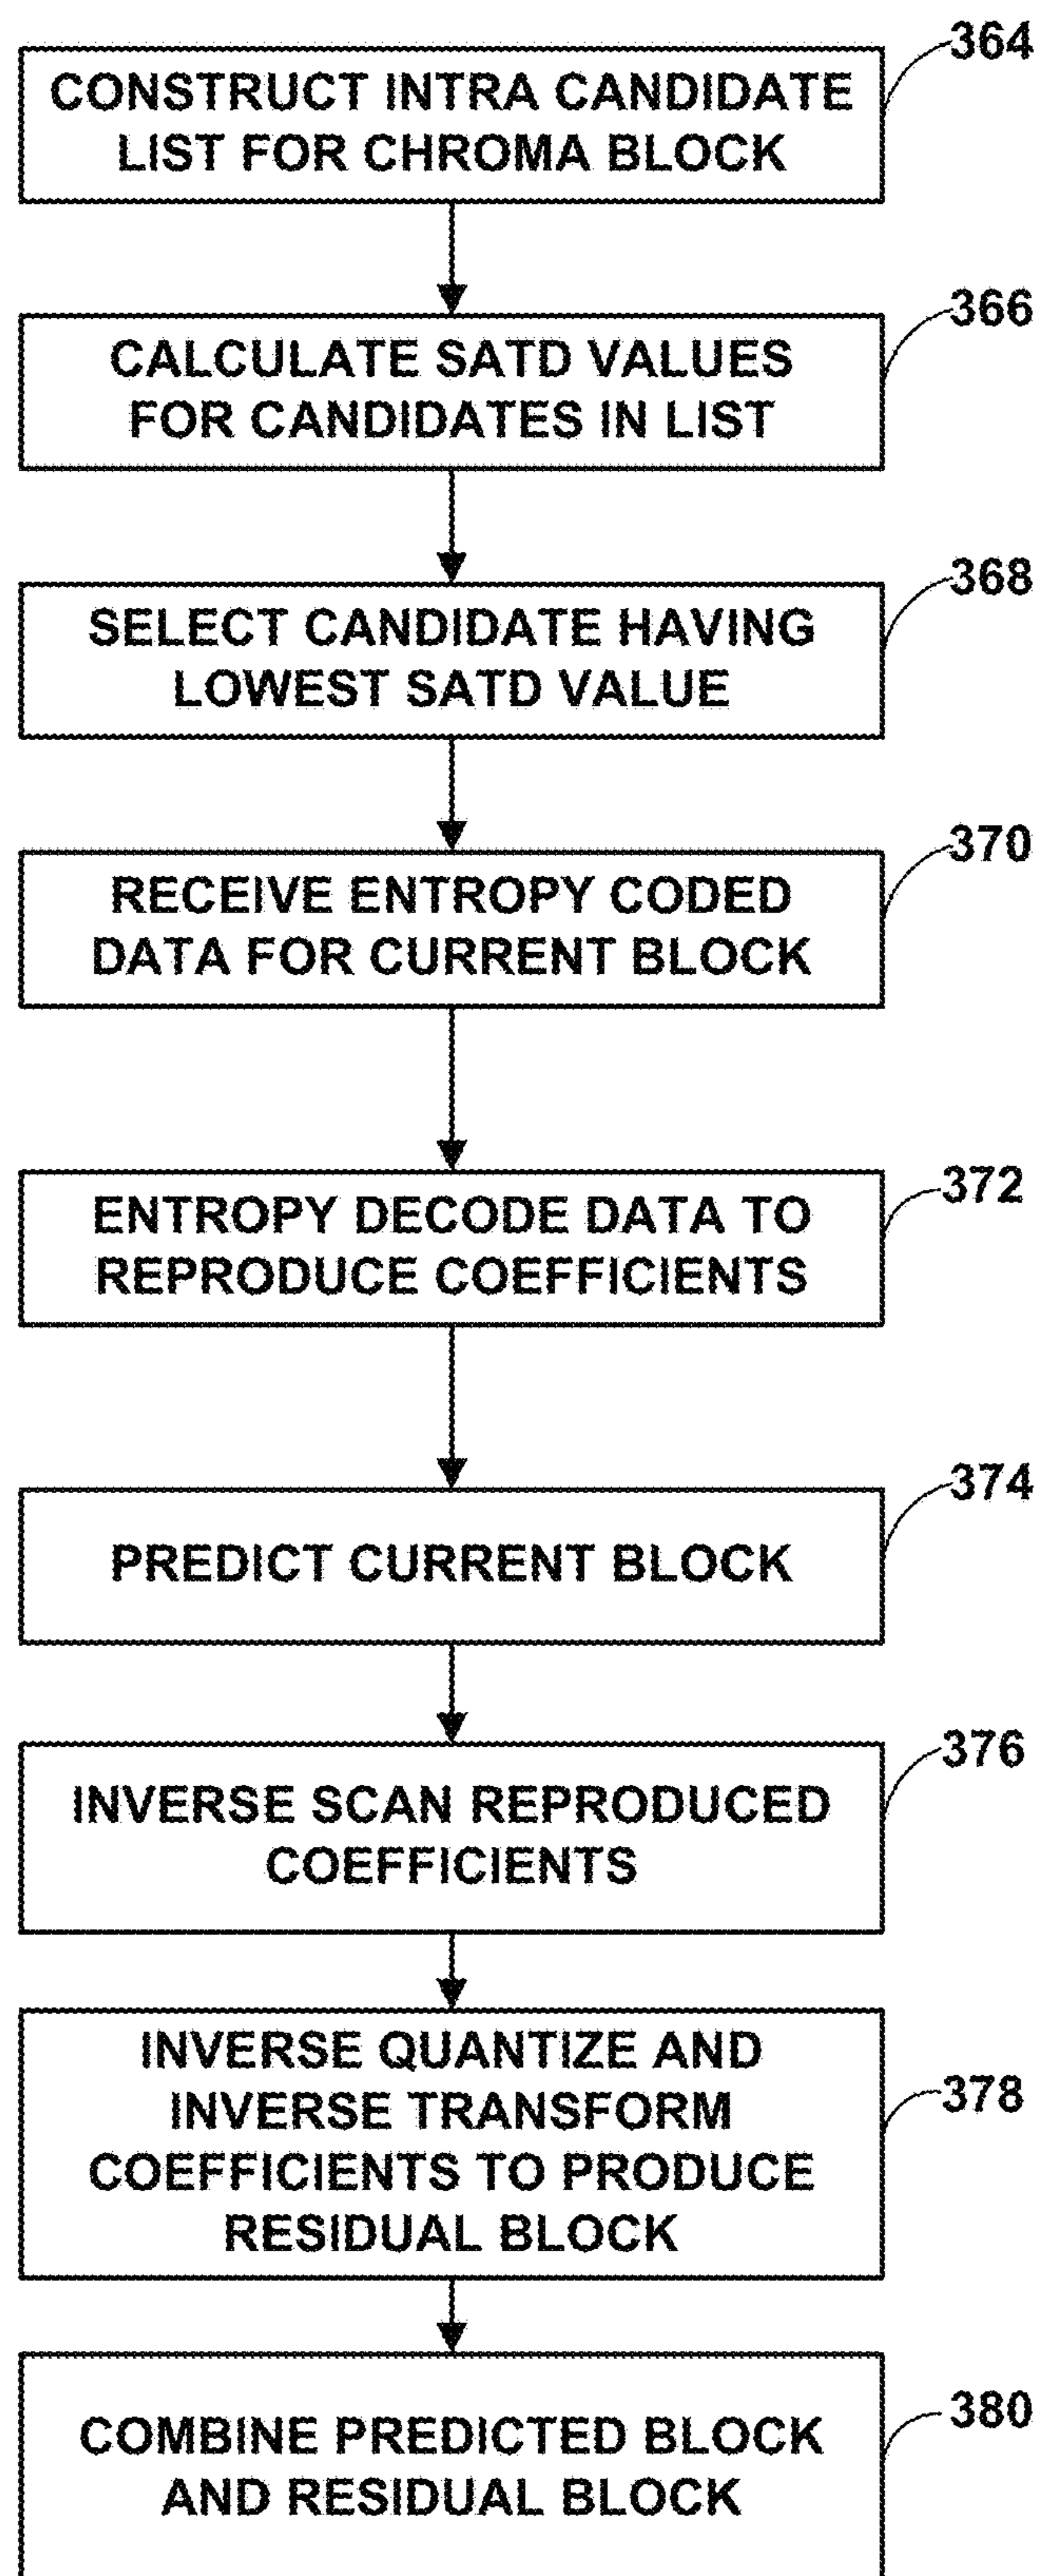 364
CONSTRUCT INTRA CANDIDATE
LIST FOR CHROMA BLOCK
366
CALCULATE SATD VALUES
FOR CANDIDATES IN LIST
368
SELECT CANDIDATE HAVING
LOWEST SATD VALUE
370
RECEIVE ENTROPY CODED
DATA FOR CURRENT BLOCK
372
ENTROPY DECODE DATA TO
REPRODUCE COEFFICIENTS
374
PREDICT CURRENT BLOCK
376
INVERSE SCAN REPRODUCED
COEFFICIENTS
378
INVERSE QUANTIZE AND
INVERSE TRANSFORM
COEFFICIENTS TO PRODUCE
RESIDUAL BLOCK
380
COMBINE PREDICTED BLOCK
AND RESIDUAL BLOCK